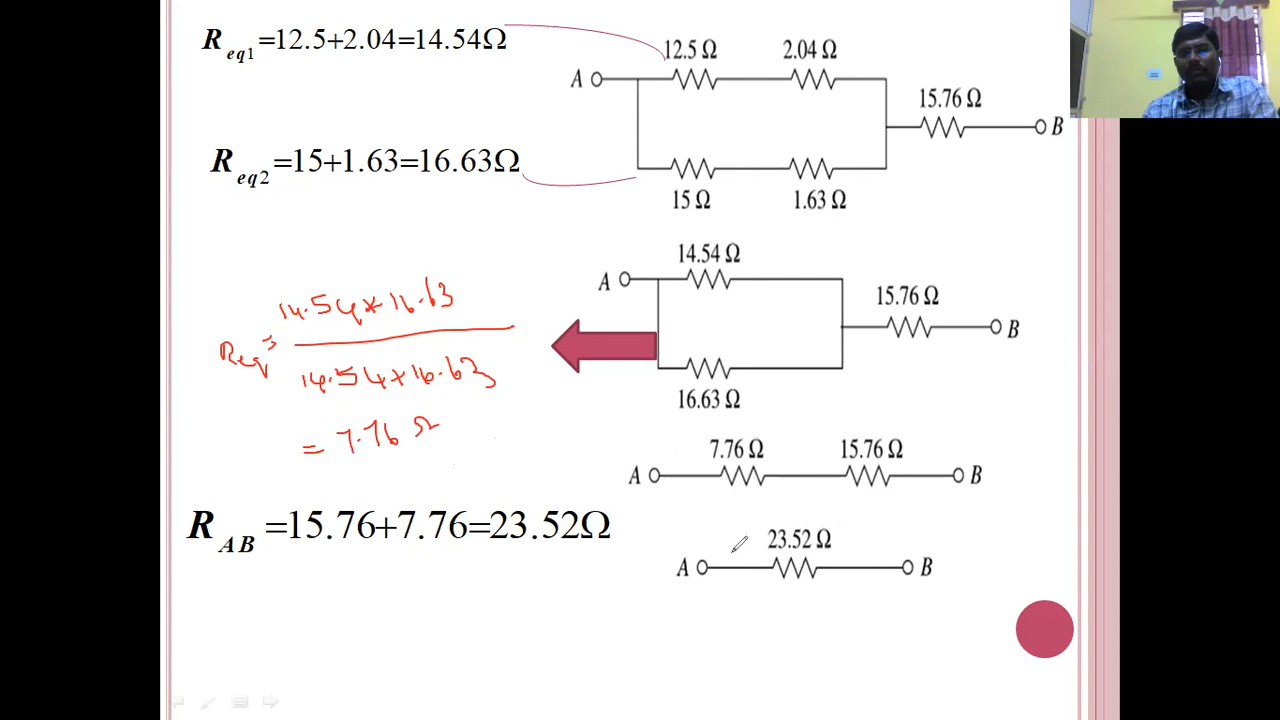 R eq1 =12.5+2.04=14.54Ω
12.5 Ω 2.04 Ω
A
15.76 Ω
B
R eq2 =15+1.63=16.63Ω
15 Ω 1.63 Ω
14.54 Ω
A
15.76 Ω
B
16.63 Ω
Req = 14.54*16.63
14.54+16.63
= 7.76 Ω
7.76 Ω 15.76 Ω
A B
R AB =15.76+7.76=23.52Ω
23.52 Ω
A B